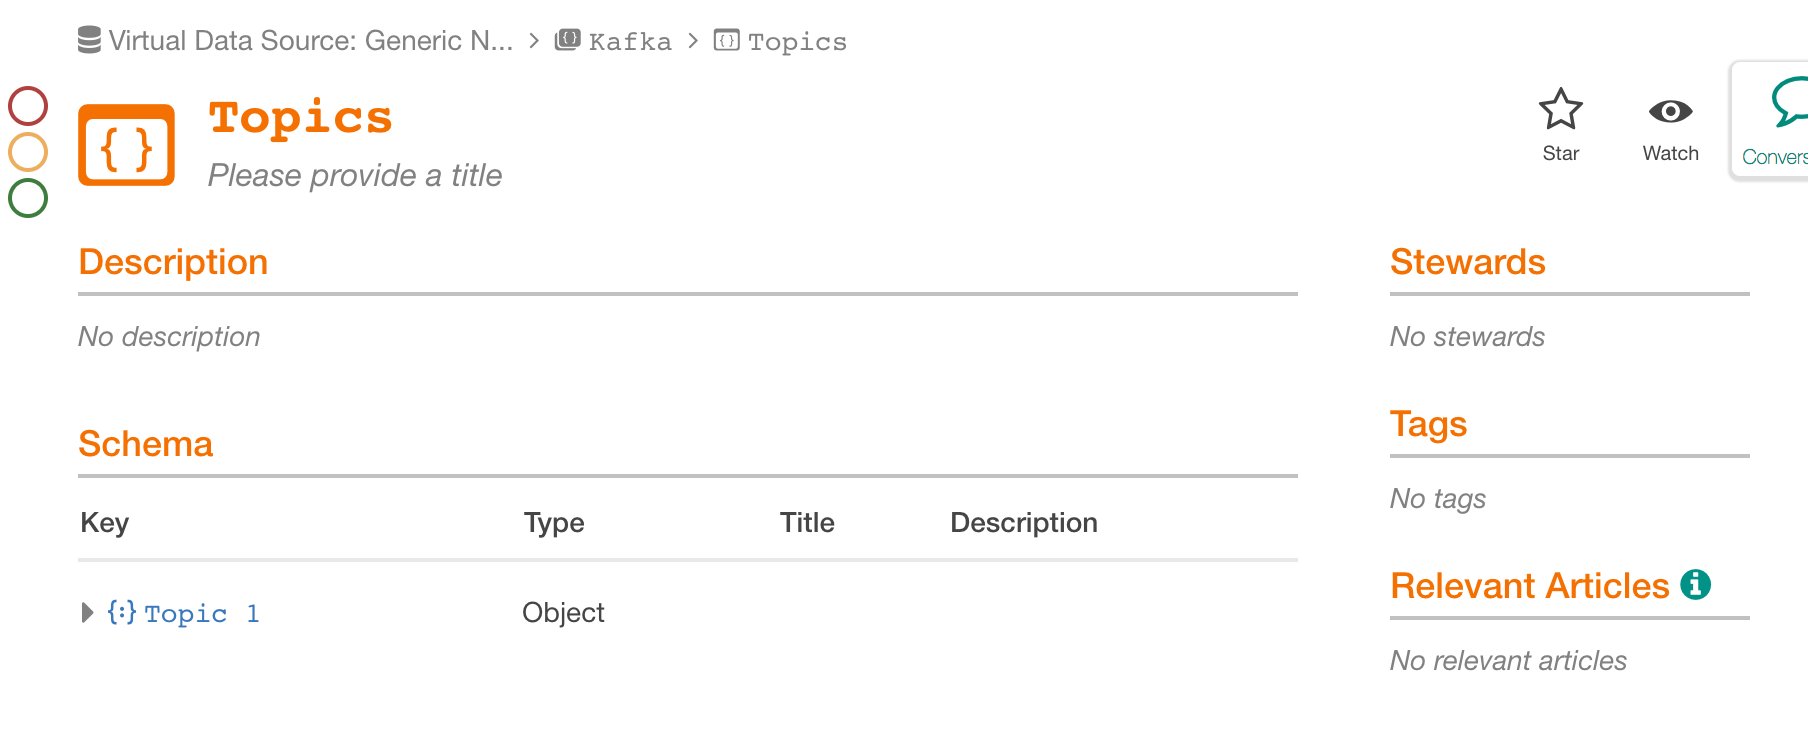 Virtual Data Source: Generic N... > Kafka > Topics
Topics
Please provide a title
Star
Watch
Convers
Description
No description
Schema
Key Type Title Description
{:} Topic 1 Object
Stewards
No stewards
Tags
No tags
Relevant Articles
No relevant articles